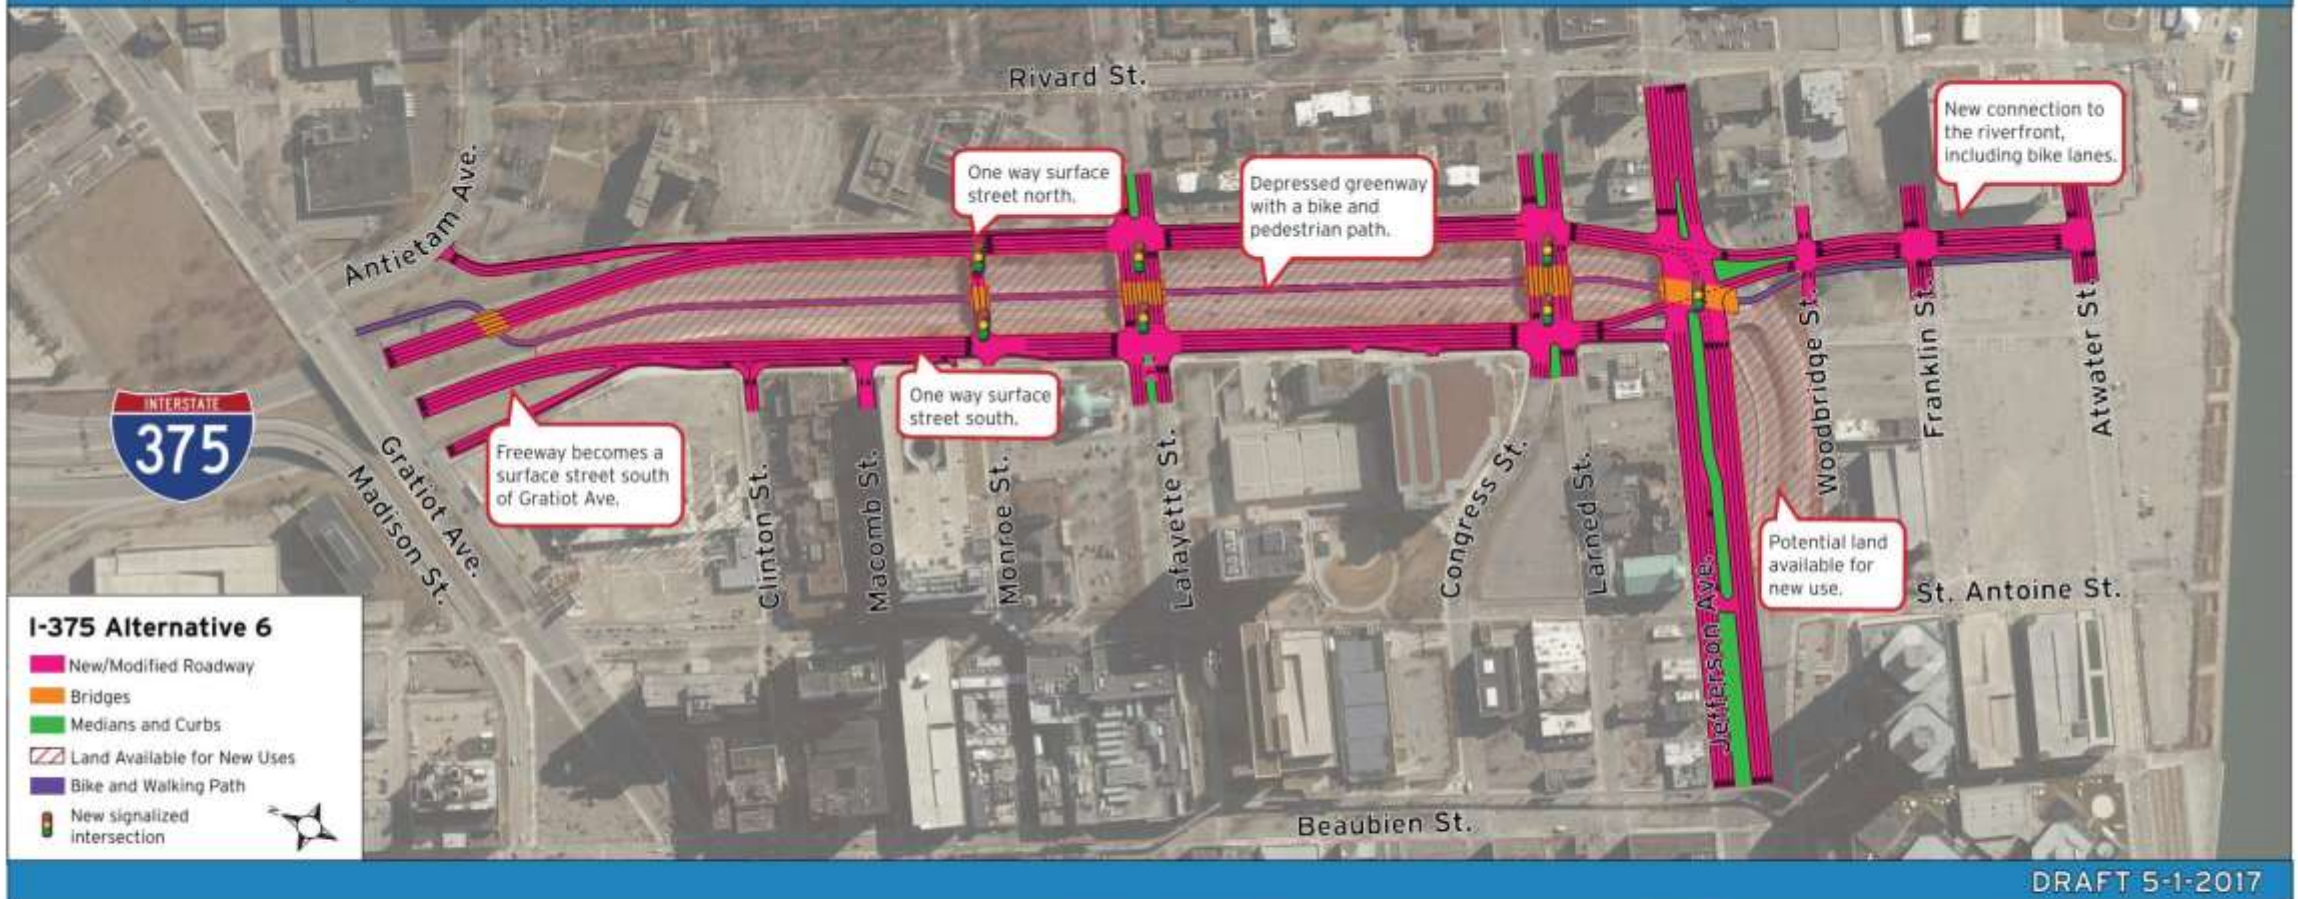 Rivard St.
New connection to
the riverfront,
including bike lanes.
One way surface
street north.
Depressed greenway
with a bike and
pedestrian path.
Antietam Ave.
INTERSTATE
375
Freeway becomes a
surface street south
of Gratiot Ave.
One way surface
street south.
Gratiot Ave.
Madison St.
Clinton St.
Macomb St.
Monroe St.
Lafayette St.
Congress St.
Larned St.
Jefferson Ave.
Woodbridge St.
Franklin St.
Atwater St.
Potential land
available for
new use.
St. Antoine St.
Beaubien St.
I-375 Alternative 6
New/Modified Roadway
Bridges
Medians and Curbs
Land Available for New Uses
Bike and Walking Path
New signalized
intersection
DRAFT 5-1-2017